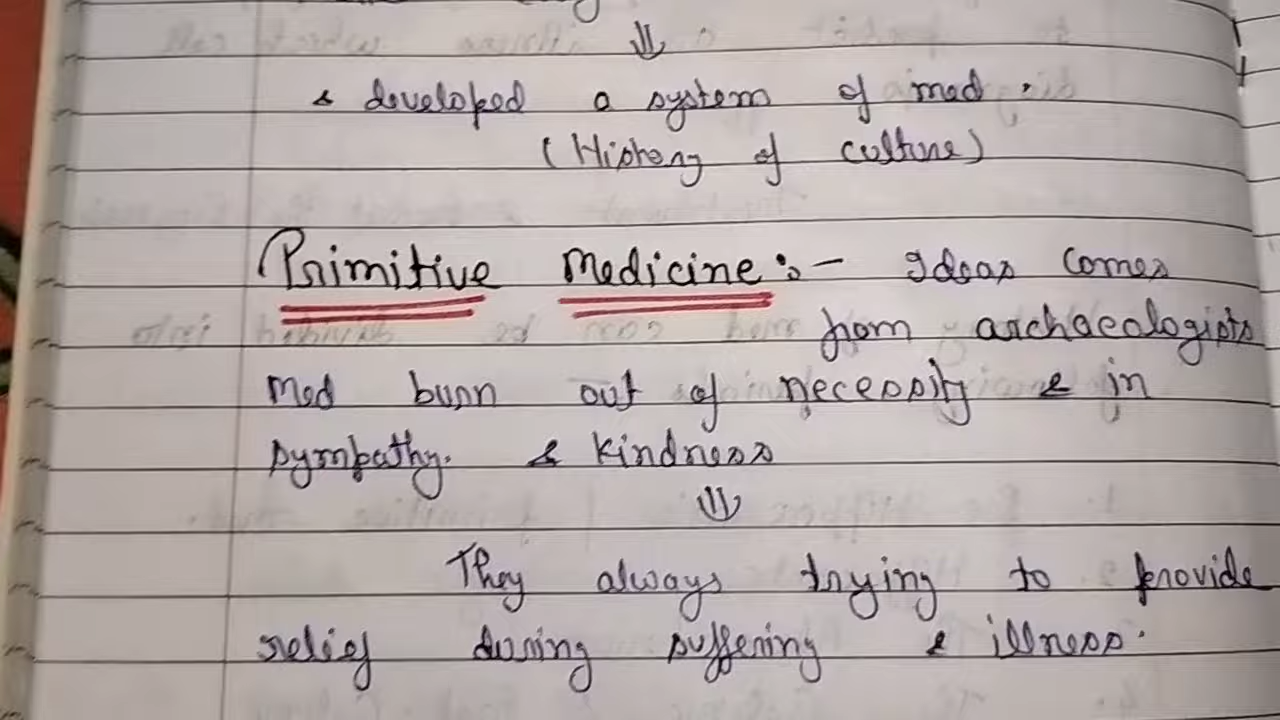 & developed a system of med.
(History of culture)
Primitive Medicine :- Ideas comes
from archaeologists
Med burn out of necessity & in
sympathy. & kindness
They always trying to provide
relief during suffering & illness.